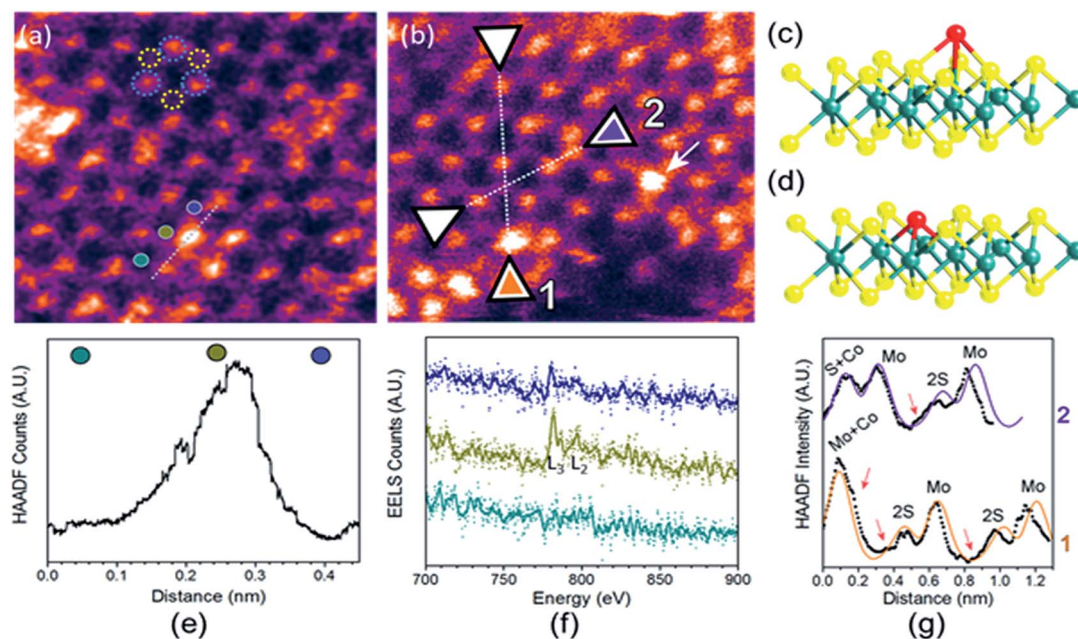 (a)
(b)
2
1
(c)
(d)
HAADF Counts (A.U.)
0.0 0.1 0.2 0.3 0.4
Distance (nm)
(e)
EELS Counts (A.U.)
L3 L2
700 750 800 850 900
Energy (eV)
(f)
HAADF Intensity (A.U.)
S+Co Mo 2S Mo
2
Mo+Co 2S Mo 2S Mo
1
0.0 0.2 0.4 0.6 0.8 1.0 1.2
Distance (nm)
(g)